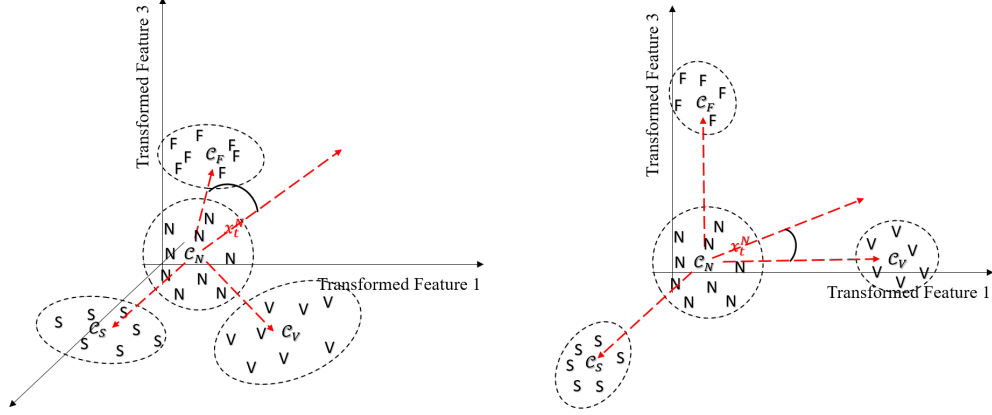 Transformed Feature 3
F F F
F 𝒞_F F
F F
N
N N x_t^N
N 𝒞_N N
N N
N N
Transformed Feature 1
S S S
𝒞_S S
S S S
V V V
V V 𝒞_V
V V V
Transformed Feature 3
F F F
F 𝒞_F
F
N
N N x_t^N
N 𝒞_N N
N N
N N
V V V
𝒞_V
V V V
Transformed Feature 1
S S
𝒞_S S
S
S S